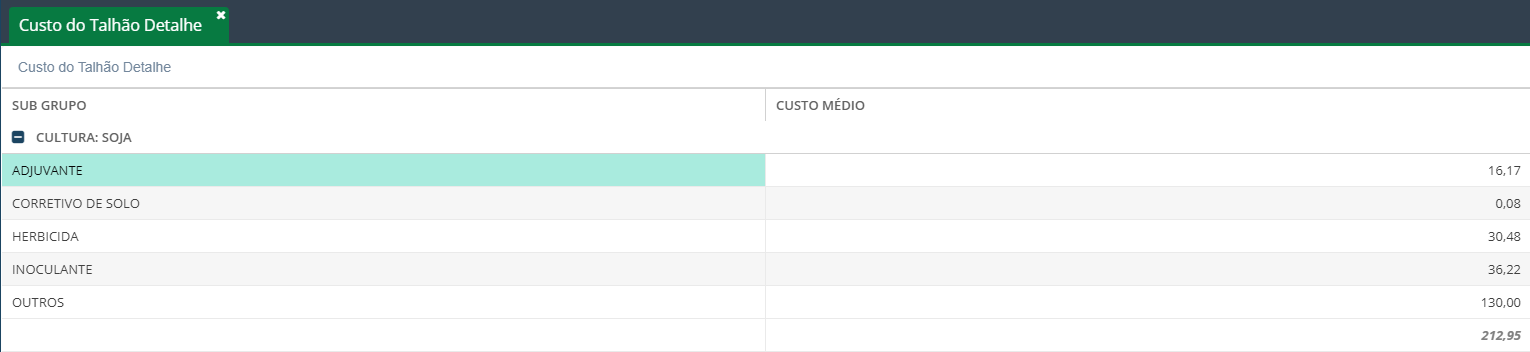 Custo do Talhão Detalhe
Custo do Talhão Detalhe
SUB GRUPO CUSTO MÉDIO
CULTURA: SOJA
ADJUVANTE 16,17
CORRETIVO DE SOLO 0,08
HERBICIDA 30,48
INOCULANTE 36,22
OUTROS 130,00
212,95